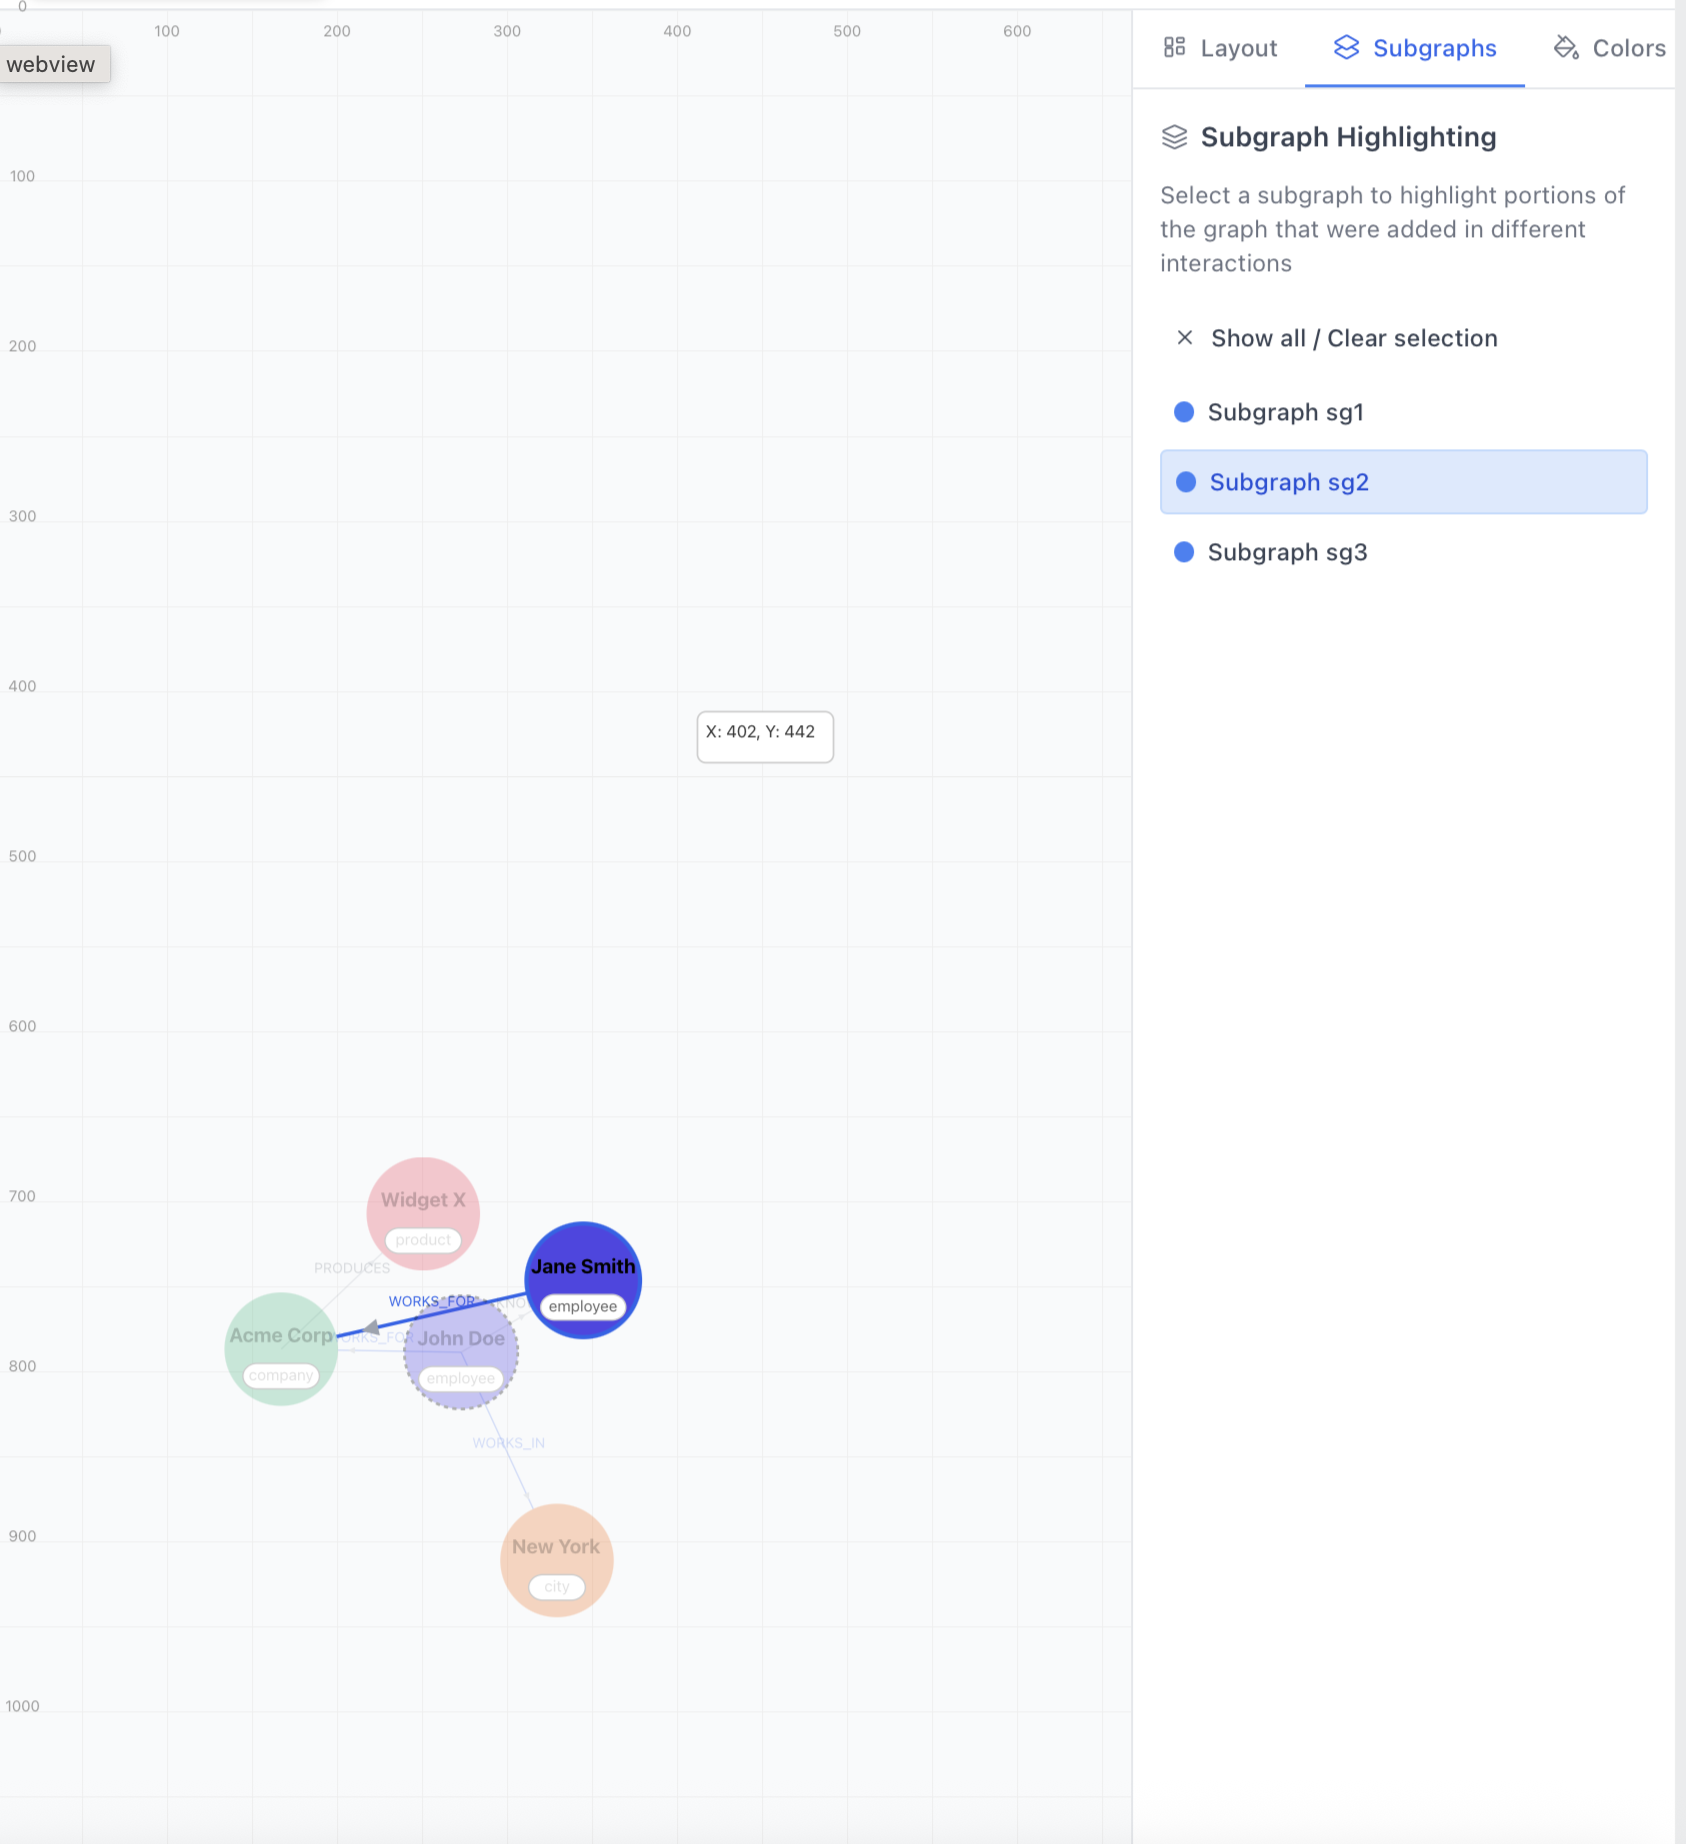 0
100 200 300 400 500 600
webview
Layout Subgraphs Colors
Subgraph Highlighting
Select a subgraph to highlight portions of
the graph that were added in different
interactions
Show all / Clear selection
Subgraph sg1
Subgraph sg2
Subgraph sg3
100
200
300
400
X: 402, Y: 442
500
600
700
Widget X
product
PRODUCES
Jane Smith
employee
WORKS_FOR
Acme Corp
company
John Doe
employee
800
WORKS_IN
900
New York
city
1000